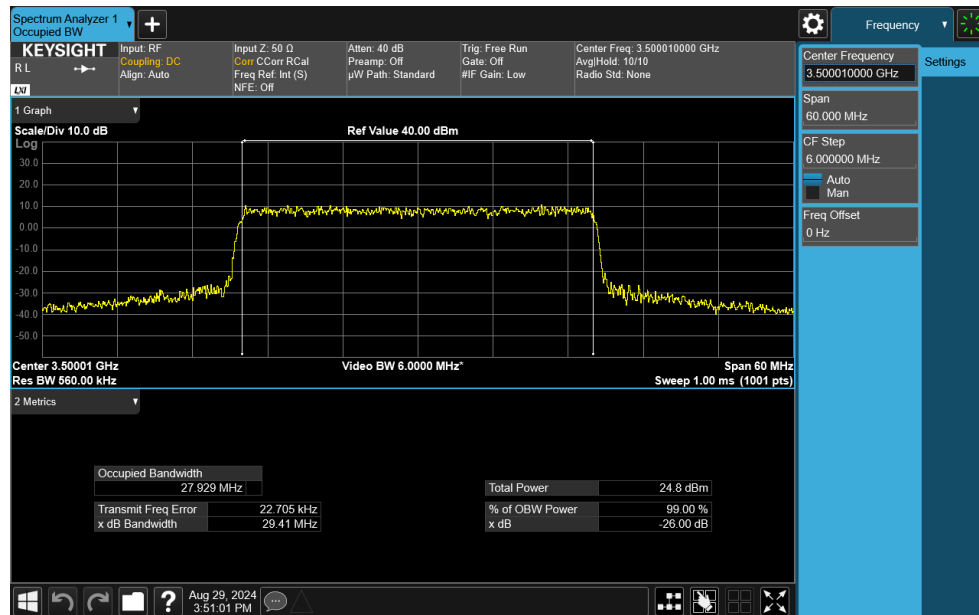 Spectrum Analyzer 1
Occupied BW
Frequency
KEYSIGHT
R L
LXI
Input: RF
Coupling: DC
Align: Auto
Input Z: 50 Ω
Corr CCorr RCal
Freq Ref: Int (S)
NFE: Off
Atten: 40 dB
Preamp: Off
µW Path: Standard
Trig: Free Run
Gate: Off
#IF Gain: Low
Center Freq: 3.500010000 GHz
Avg|Hold: 10/10
Radio Std: None
Center Frequency
3.500010000 GHz
Settings
Span
60.000 MHz
CF Step
6.000000 MHz
Auto
Man
Freq Offset
0 Hz
1 Graph
Scale/Div 10.0 dB
Ref Value 40.00 dBm
Log
30.0
20.0
10.0
0.00
-10.0
-20.0
-30.0
-40.0
-50.0
Center 3.50001 GHz
Video BW 6.0000 MHz*
Span 60 MHz
Res BW 560.00 kHz
Sweep 1.00 ms (1001 pts)
2 Metrics
Occupied Bandwidth
27.929 MHz
Transmit Freq Error 22.705 kHz
x dB Bandwidth 29.41 MHz
Total Power 24.8 dBm
% of OBW Power 99.00 %
x dB -26.00 dB
?
Aug 29, 2024
3:51:01 PM